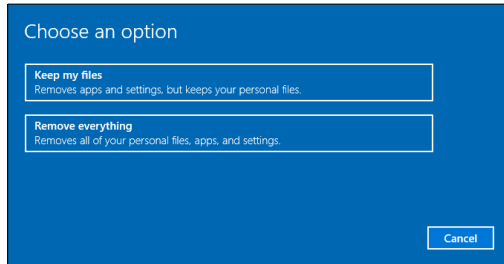 Choose an option
Keep my files
Removes apps and settings, but keeps your personal files.
Remove everything
Removes all of your personal files, apps, and settings.
Cancel